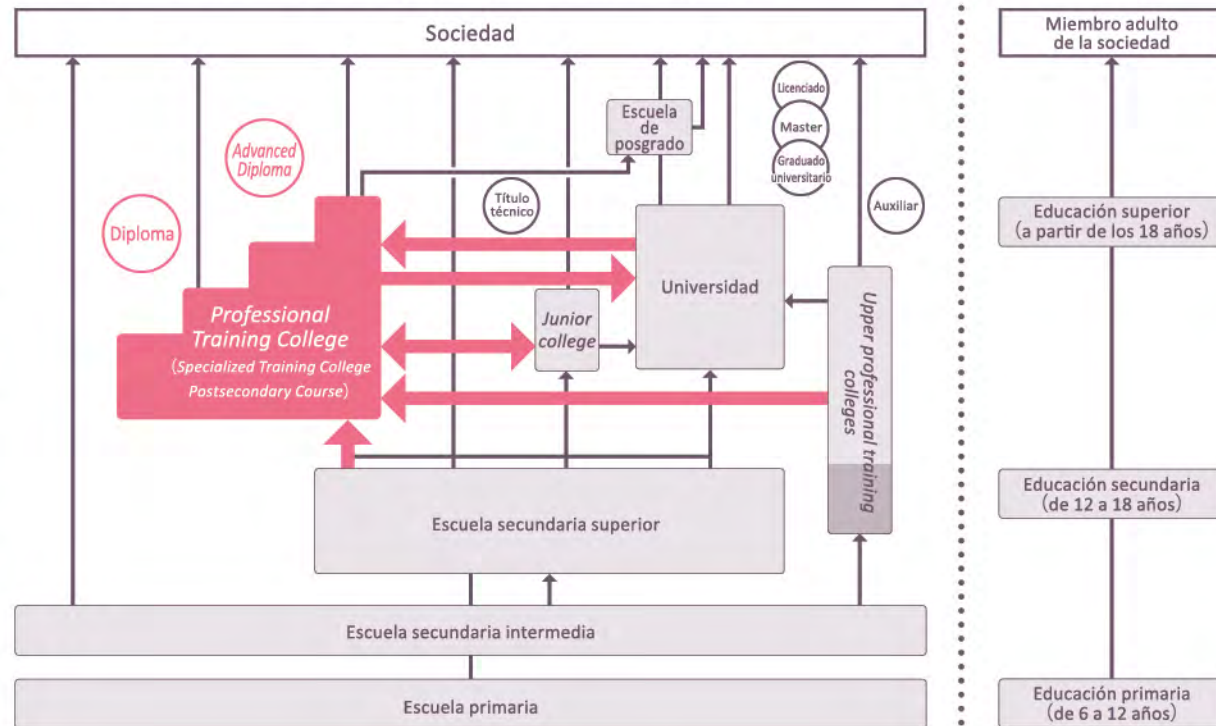 Sociedad
Miembro adulto
de la sociedad
Licenciado
Master
Graduado
universitario
Escuela
de
posgrado
Advanced
Diploma
Título
técnico
Auxiliar
Diploma
Educación superior
(a partir de los 18 años)
Universidad
Professional
Training College
(Specialized Training College
Postsecondary Course)
Junior
college
Upper professional training
colleges
Escuela secundaria superior
Educación secundaria
(de 12 a 18 años)
Escuela secundaria intermedia
Escuela primaria
Educación primaria
(de 6 a 12 años)